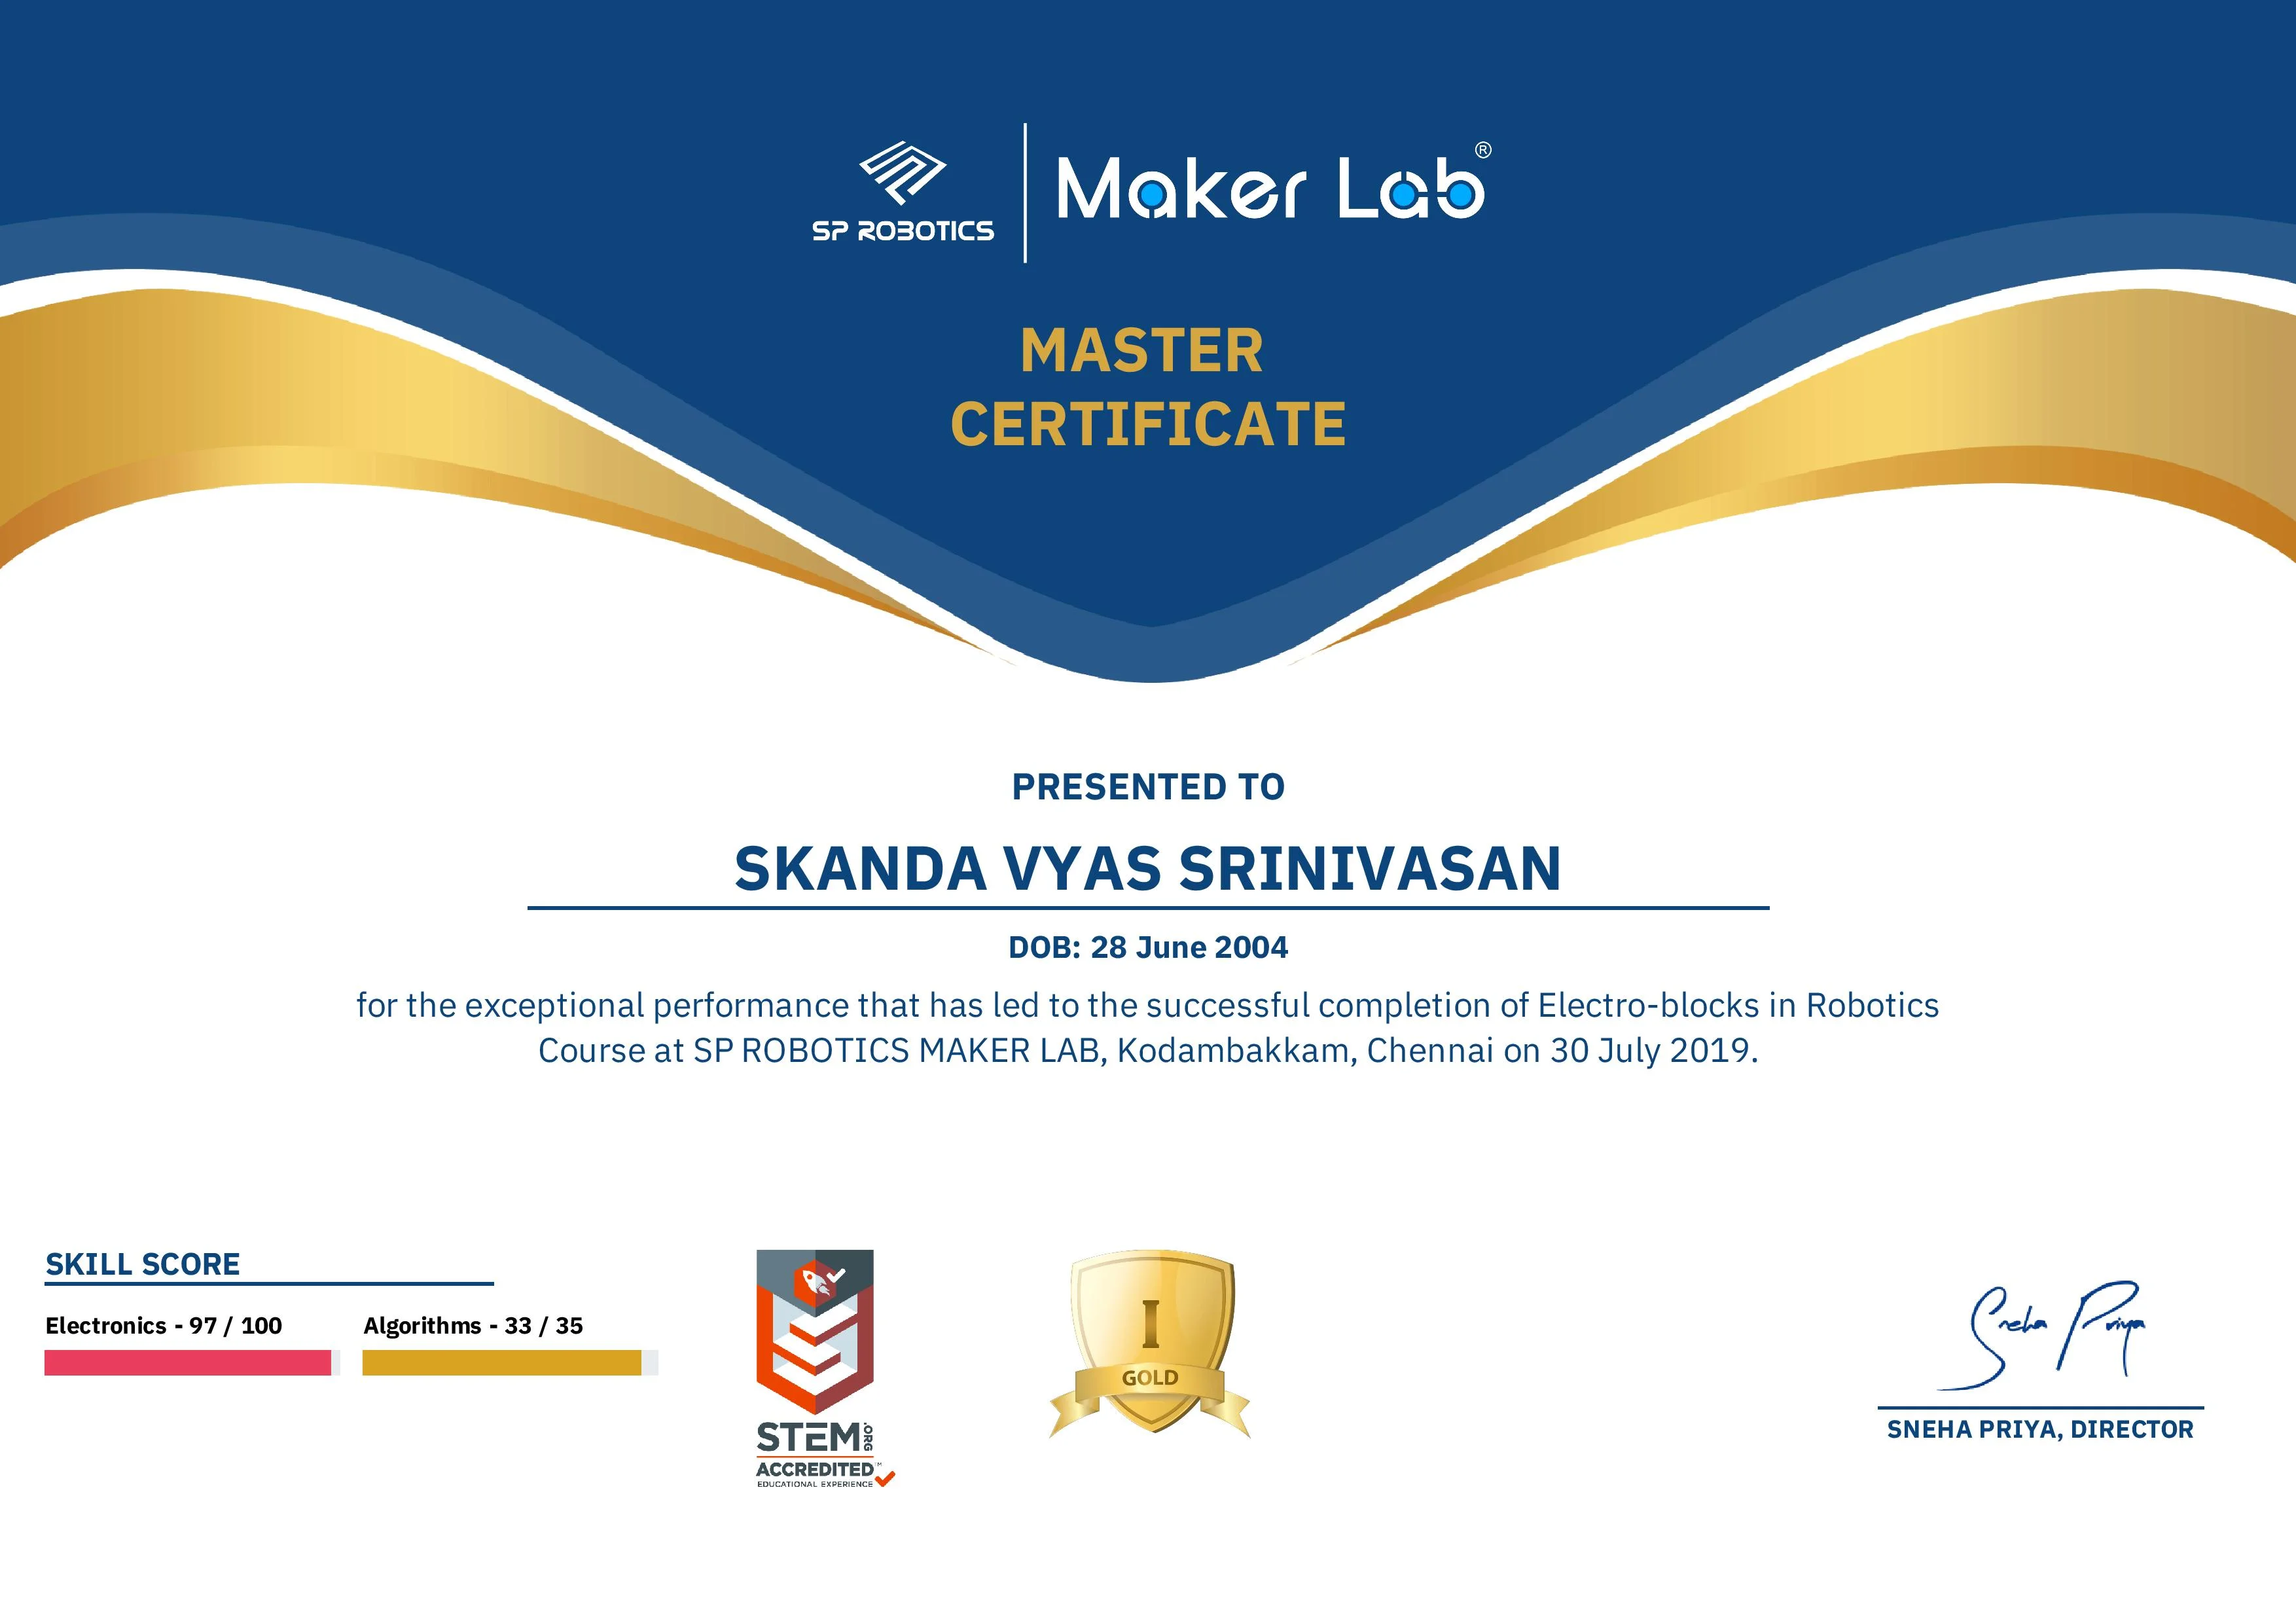 SP ROBOTICS
Maker Lab®
MASTER
CERTIFICATE
PRESENTED TO
SKANDA VYAS SRINIVASAN
DOB: 28 June 2004
for the exceptional performance that has led to the successful completion of Electro-blocks in Robotics
Course at SP ROBOTICS MAKER LAB, Kodambakkam, Chennai on 30 July 2019.
SKILL SCORE
Electronics - 97 / 100
Algorithms - 33 / 35
STEM.ORG
ACCREDITED™
EDUCATIONAL EXPERIENCE
I
GOLD
Sneha Priya
SNEHA PRIYA, DIRECTOR